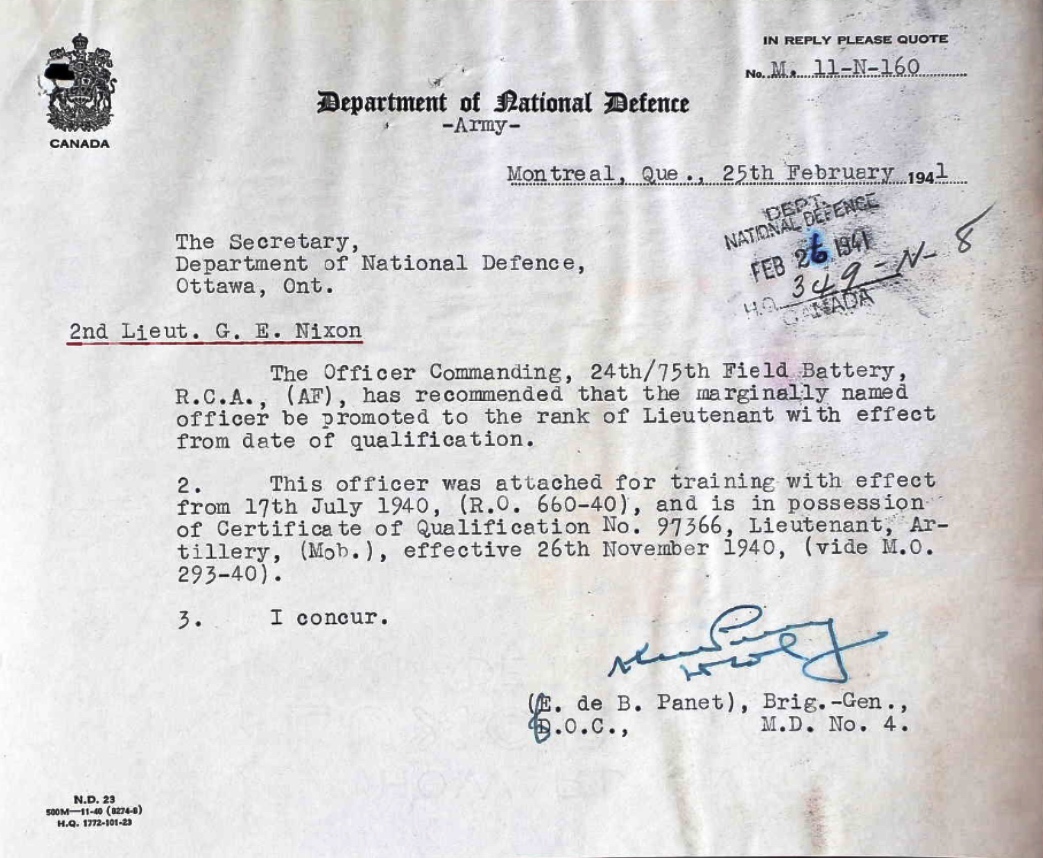 IN REPLY PLEASE QUOTE
No. M. 11-N-160
CANADA
Department of National Defence
-Army-
Montreal, Que., 25th February 1941
DEPT.
NATIONAL DEFENCE
FEB 26 1941
349-N-8
H.Q.
CANADA
The Secretary,
Department of National Defence,
Ottawa, Ont.
2nd Lieut. G. E. Nixon
The Officer Commanding, 24th/75th Field Battery,
R.C.A., (AF), has recommended that the marginally named
officer be promoted to the rank of Lieutenant with effect
from date of qualification.
2. This officer was attached for training with effect
from 17th July 1940, (R.O. 660-40), and is in possession
of Certificate of Qualification No. 97366, Lieutenant, Ar-
tillery, (Mob.), effective 26th November 1940, (vide M.O.
293-40).
3. I concur.
(E. de B. Panet), Brig.-Gen.,
D.O.C., M.D. No. 4.
N.D. 23
500M—11-40 (8274-8)
H.Q. 1772-101-23